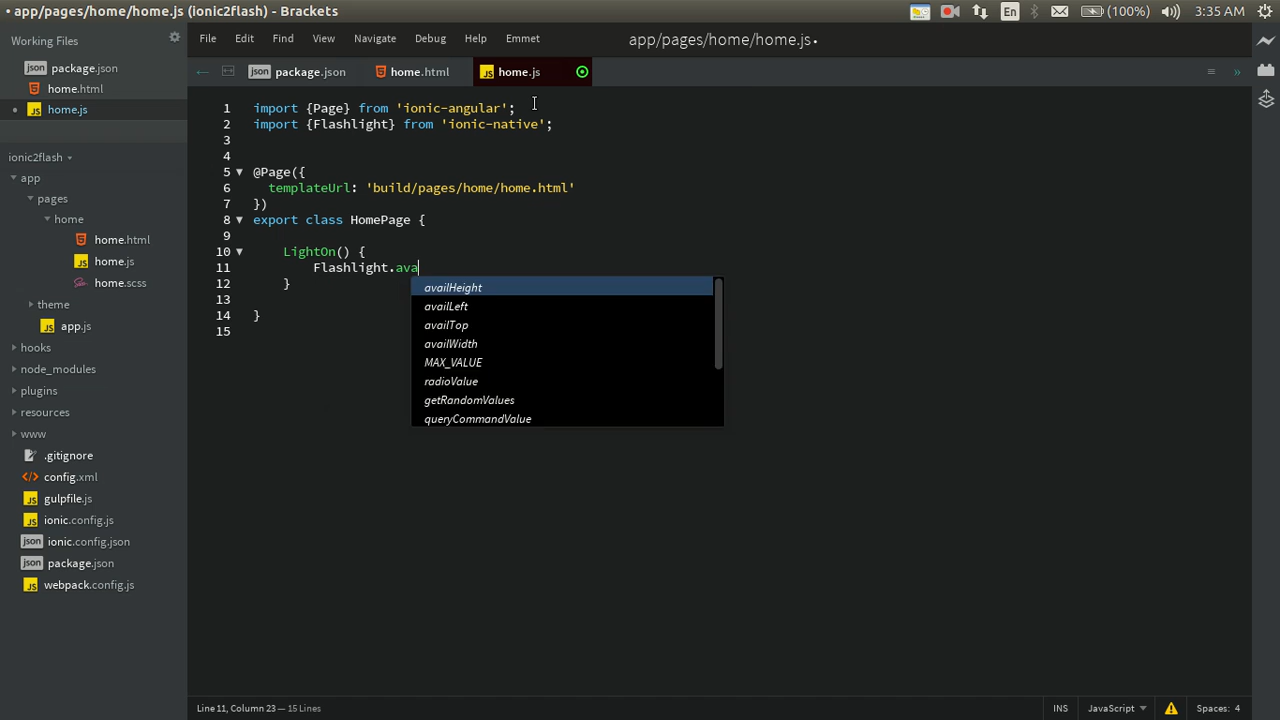 • app/pages/home/home.js (ionic2flash) - Brackets
En
(100%)
3:35 AM
Working Files
json package.json
home.html
• home.js
ionic2flash
app
pages
home
home.html
home.js
home.scss
theme
app.js
hooks
node_modules
plugins
resources
www
.gitignore
config.xml
gulpfile.js
ionic.config.js
json ionic.config.json
json package.json
webpack.config.js
File Edit Find View Navigate Debug Help Emmet
app/pages/home/home.js •
json package.json
home.html
JS home.js
1 import {Page} from 'ionic-angular';
2 import {Flashlight} from 'ionic-native';
3
4
5 @Page({
6 templateUrl: 'build/pages/home/home.html'
7 })
8 export class HomePage {
9
10 LightOn() {
11 Flashlight.ava
12 }
13
14 }
15
availHeight
availLeft
availTop
availWidth
MAX_VALUE
radioValue
getRandomValues
queryCommandValue
Line 11, Column 23 — 15 Lines
INS
JavaScript
Spaces: 4